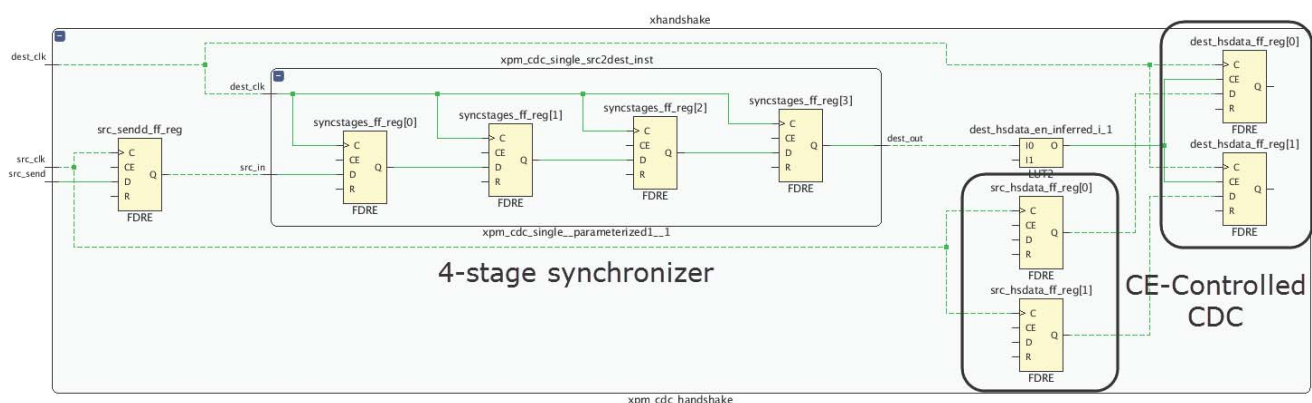 xhandshake
dest_clk
xpm_cdc_single_src2dest_inst
dest_hsdata_ff_reg[0]
C
CE
D
R
Q
FDRE
dest_clk
src_sendd_ff_reg
C
CE
D
R
Q
FDRE
src_clk
src_send
src_in
syncstages_ff_reg[0]
C
CE
D
R
Q
FDRE
syncstages_ff_reg[1]
C
CE
D
R
Q
FDRE
syncstages_ff_reg[2]
C
CE
D
R
Q
FDRE
syncstages_ff_reg[3]
C
CE
D
R
Q
FDRE
dest_out
dest_hsdata_en_inferred_i_1
I0
I1
O
LUT2
dest_hsdata_ff_reg[1]
C
CE
D
R
Q
FDRE
xpm_cdc_single__parameterized1__1
src_hsdata_ff_reg[0]
C
CE
D
R
Q
FDRE
src_hsdata_ff_reg[1]
C
CE
D
R
Q
FDRE
4-stage synchronizer
CE-Controlled
CDC
xpm_cdc_handshake